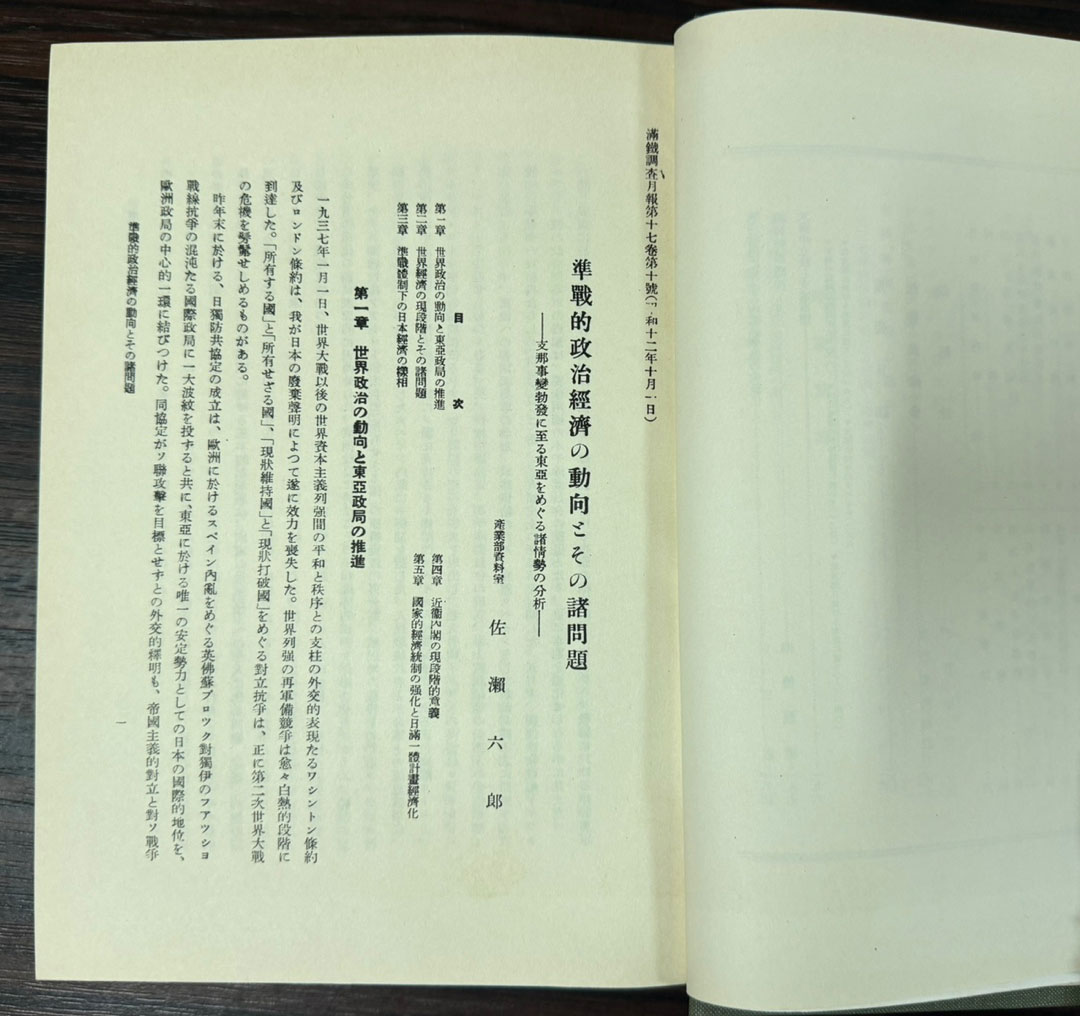 滿鐵調査月報第十七卷第十號(昭和十二年十月一日)
準戰的政治經濟の動向とその諸問題
——支那事變勃發に至る東亞をめぐる諸情勢の分析——
產業部資料室 佐瀨六郎
目次
第一章 世界政治の動向と東亞政局の推進
第二章 世界經濟の現段階とその諸問題
第三章 準戰體制下の日本經濟の樣相
第四章 近衞內閣の現段階的意義
第五章 國家的經濟統制の强化と日滿一體計畫經濟化
第一章 世界政治の動向と東亞政局の推進
一九三七年一月一日、世界大戰以後の世界資本主義列强間の平和と秩序との支柱の外交的表現たるワシントン條約
及びロンドン條約は、我が日本の廢棄聲明によつて遂に效力を喪失した。世界列强の再軍備競爭は愈々白熱的段階に
到達した。「所有する國」と「所有せざる國」、「現狀維持國」と「現狀打破國」をめぐる對立抗爭は、正に第二次世界大戰
の危機を髣髴せしめるものがある。
昨年末に於ける、日獨防共協定の成立は、歐洲に於けるスペイン內亂をめぐる英佛蘇ブロツク對獨伊のフアツシヨ
戰線抗爭の混沌たる國際政局に一大波紋を投ずると共に、東亞に於ける唯一の安定勢力としての日本の國際的地位を、
歐洲政局の中心的一環に結びつけた。同協定がソ聯攻擊を目標とせずとの外交的釋明も、帝國主義的對立と對ソ戰爭
準戰的政治經濟の動向とその諸問題
一